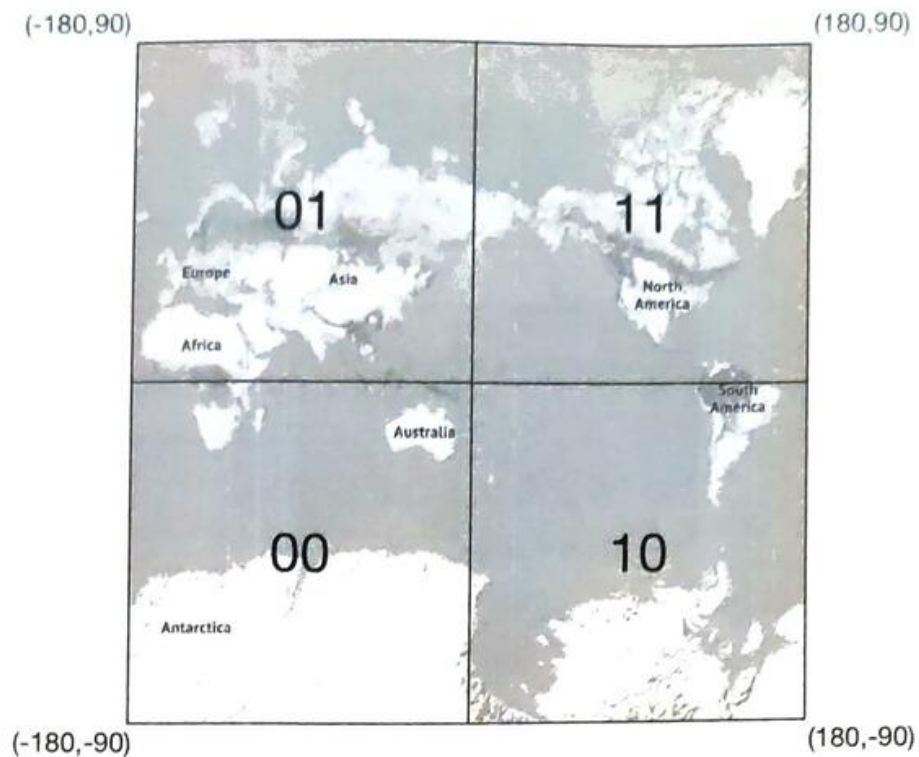 (-180,90)
(180,90)
01
11
Europe
Asia
North
America
Africa
South
America
Australia
00
10
Antarctica
(-180,-90)
(180,-90)